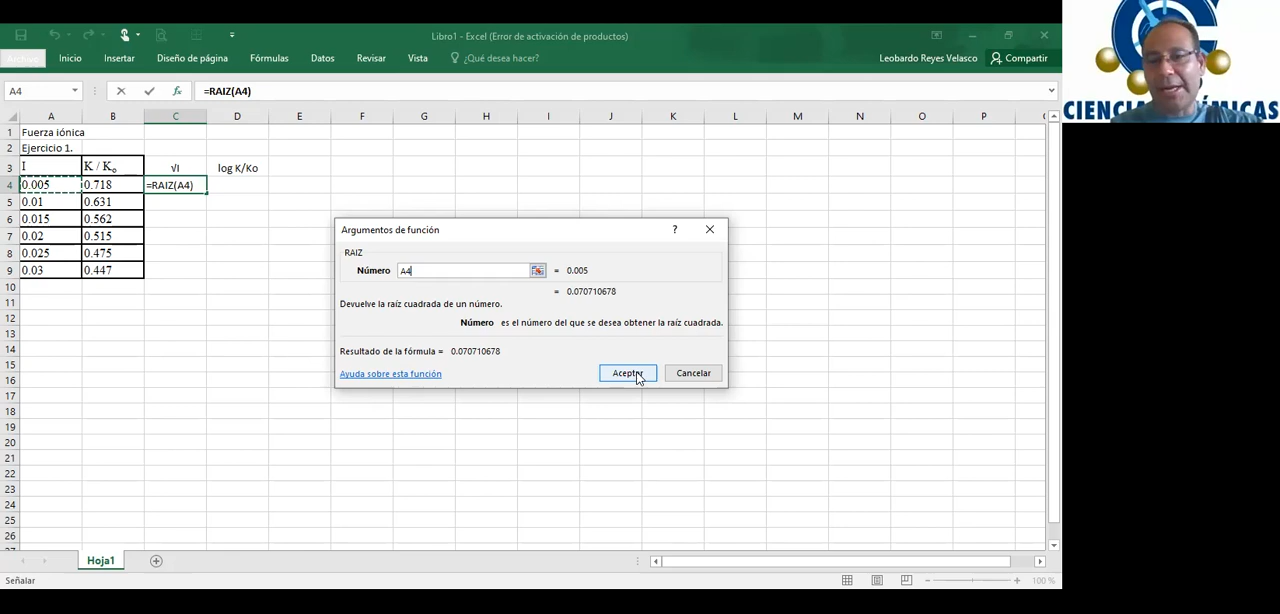 Libro1 - Excel (Error de activación de productos)
Archivo Inicio Insertar Diseño de página Fórmulas Datos Revisar Vista ¿Qué desea hacer? Leobardo Reyes Velasco Compartir
A4 fx =RAIZ(A4)
A B C D E F G H I J K L M N O P
1 Fuerza iónica
2 Ejercicio 1.
3 I K / Ko √I log K/Ko
4 0.005 0.718 =RAIZ(A4)
5 0.01 0.631
6 0.015 0.562
7 0.02 0.515
8 0.025 0.475
9 0.03 0.447
10
11
12
13
14
15
16
17
18
19
20
21
22
23
24
25
26
Argumentos de función ?
RAIZ
Número A4 = 0.005
= 0.070710678
Devuelve la raíz cuadrada de un número.
Número es el número del que se desea obtener la raíz cuadrada.
Resultado de la fórmula = 0.070710678
Ayuda sobre esta función Aceptar Cancelar
Hoja1
Señalar 100 %
CIENCIAS